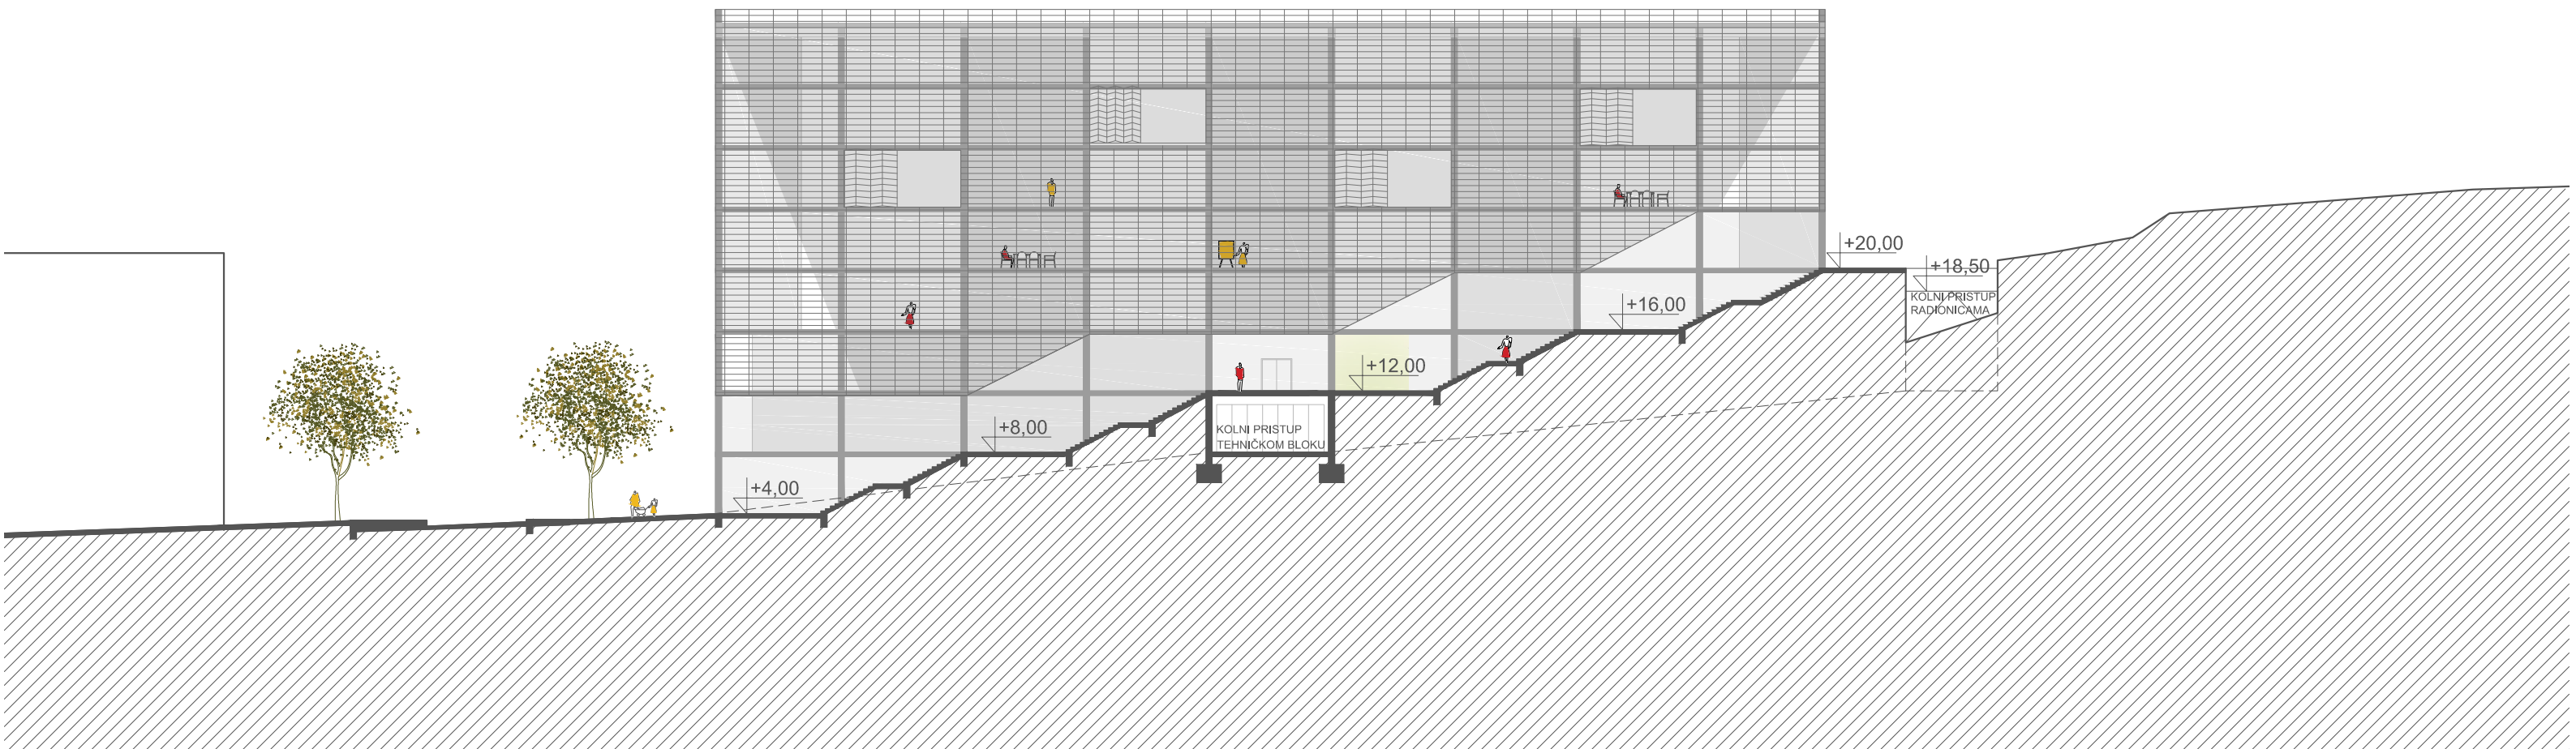 +20,00
+18,50
KOLNI PRISTUP
RADIONICAMA
+16,00
+12,00
+8,00
KOLNI PRISTUP
TEHNIČKOM BLOKU
+4,00